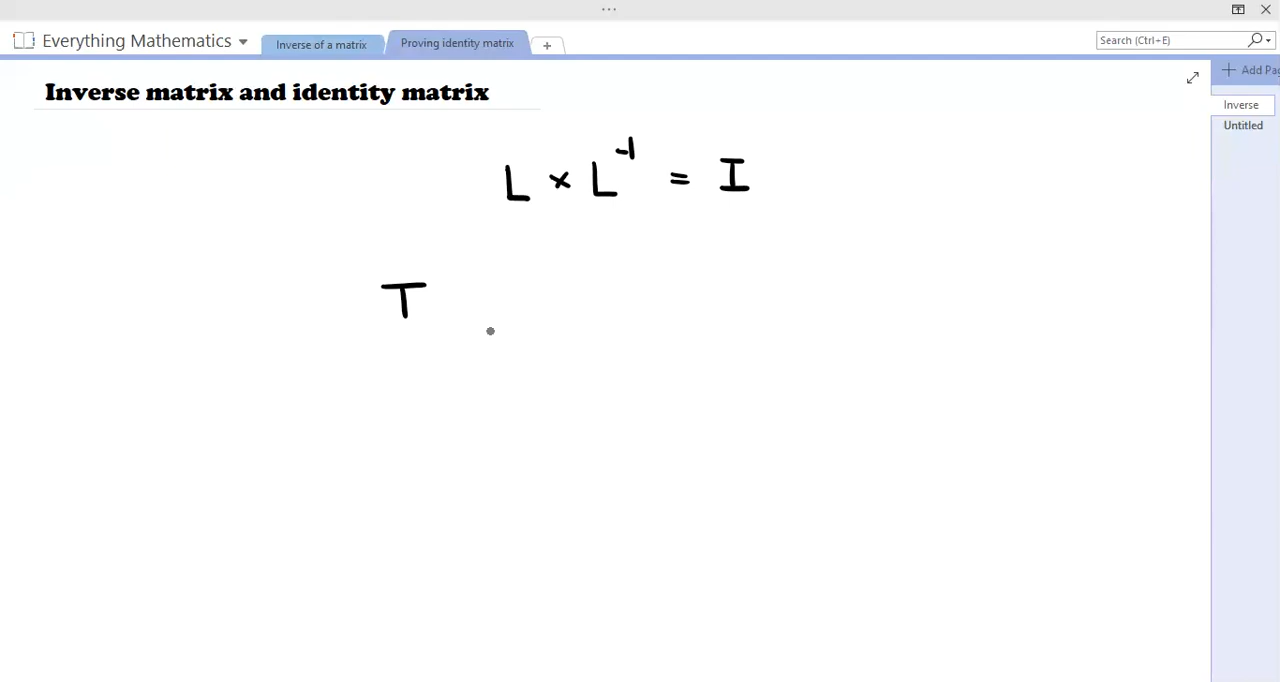 ...
Everything Mathematics
Inverse of a matrix
Proving identity matrix
+
Search (Ctrl+E)
+ Add Pag
Inverse matrix and identity matrix
Inverse
Untitled
L × L⁻¹ = I
T